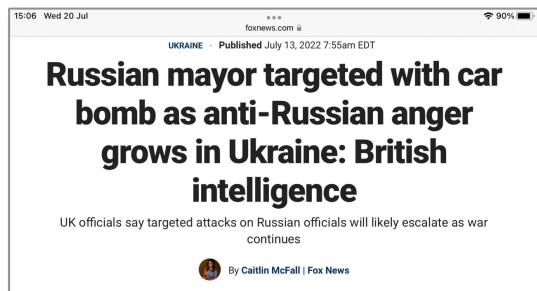 15:06 Wed 20 Jul
90%
foxnews.com
UKRAINE · Published July 13, 2022 7:55am EDT
Russian mayor targeted with car
bomb as anti-Russian anger
grows in Ukraine: British
intelligence
UK officials say targeted attacks on Russian officials will likely escalate as war
continues
By Caitlin McFall | Fox News